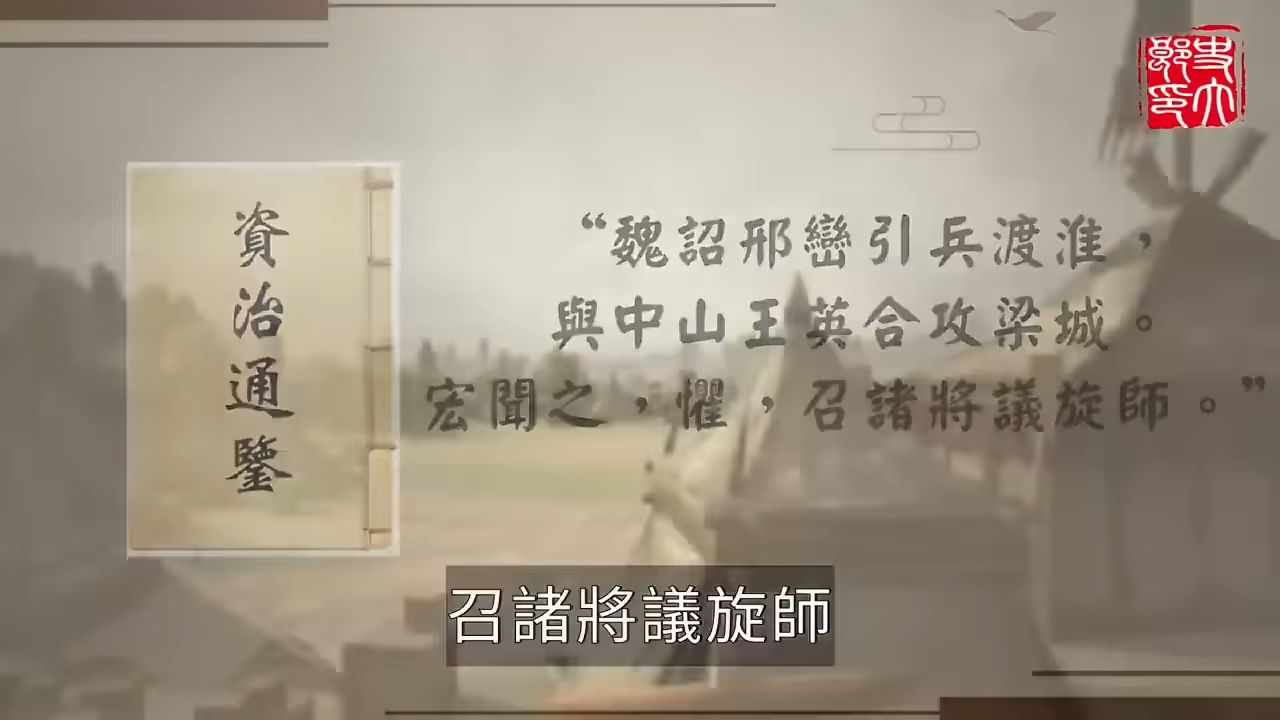 資治通鑒
“魏詔邢巒引兵渡淮，
與中山王英合攻梁城。
宏聞之，懼，召諸將議旋師。”
召諸將議旋師